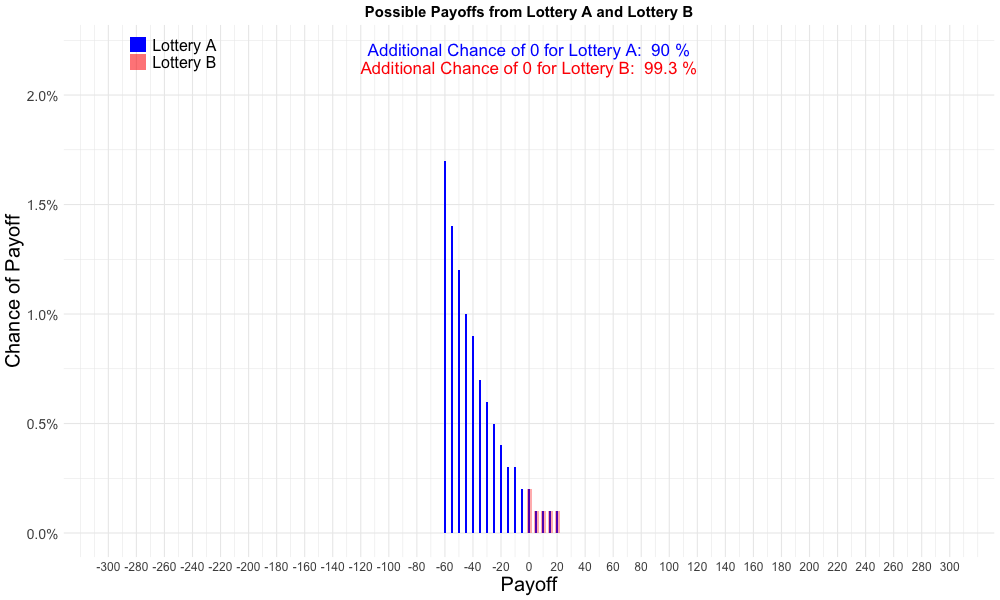 Possible Payoffs from Lottery A and Lottery B
Lottery A
Lottery B
Additional Chance of 0 for Lottery A:  90 %
Additional Chance of 0 for Lottery B:  99.3 %
Chance of Payoff
2.0%
1.5%
1.0%
0.5%
0.0%
-300 -280 -260 -240 -220 -200 -180 -160 -140 -120 -100 -80 -60 -40 -20 0 20 40 60 80 100 120 140 160 180 200 220 240 260 280 300
Payoff